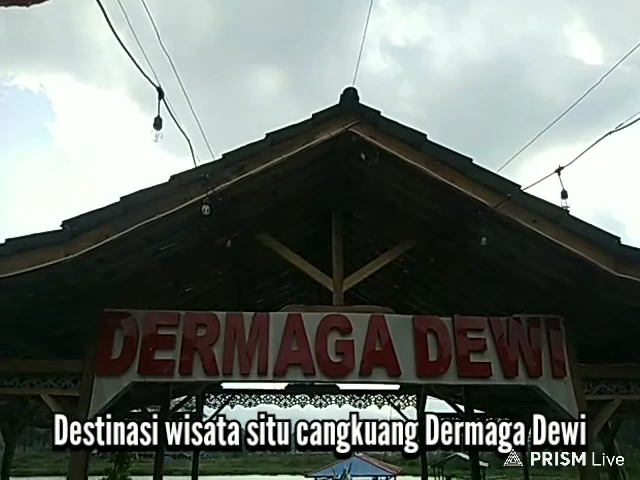 DERMAGA DEWI
Destinasi wisata situ cangkuang Dermaga Dewi
PRISM Live